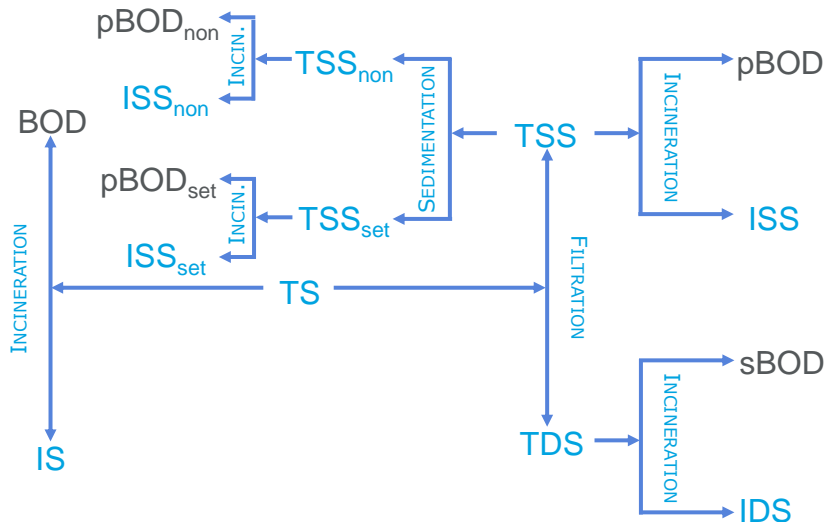 pBODnon
INCIN.
TSSnon
ISSnon
BOD
pBODset
INCIN.
TSSset
ISSset
SEDIMENTATION
TSS
INCINERATION
pBOD
ISS
INCINERATION
TS
FILTRATION
IS
TDS
INCINERATION
sBOD
IDS